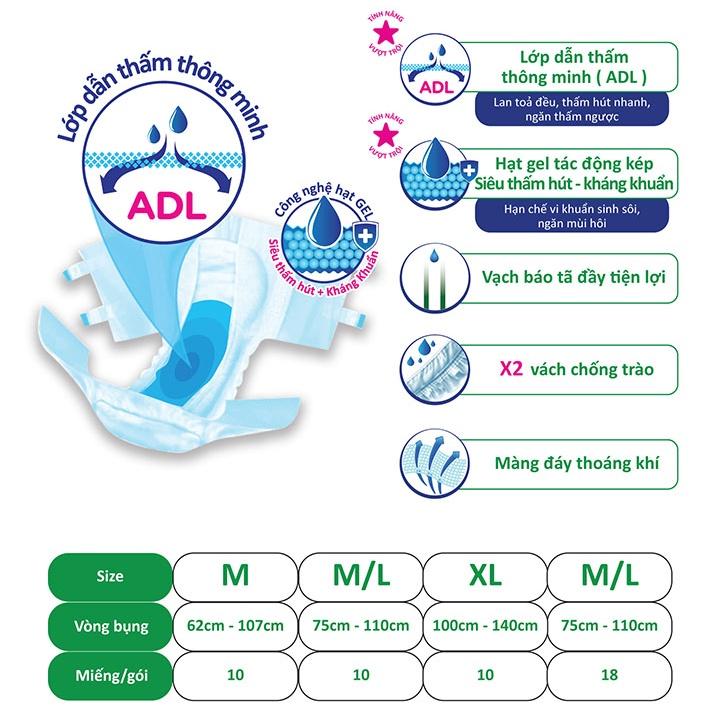 Lớp dẫn thấm thông minh
ADL
Công nghệ hạt GEL
Siêu thấm hút + Kháng Khuẩn
TÍNH NĂNG
VƯỢT TRỘI
ADL
Lớp dẫn thấm
thông minh ( ADL )
Lan toả đều, thấm hút nhanh,
ngăn thấm ngược
TÍNH NĂNG
VƯỢT TRỘI
Hạt gel tác động kép
Siêu thấm hút - kháng khuẩn
Hạn chế vi khuẩn sinh sôi,
ngăn mùi hôi
Vạch báo tã đầy tiện lợi
X2 vách chống trào
Màng đáy thoáng khí
Size M M/L XL M/L
Vòng bụng 62cm - 107cm 75cm - 110cm 100cm - 140cm 75cm - 110cm
Miếng/gói 10 10 10 18